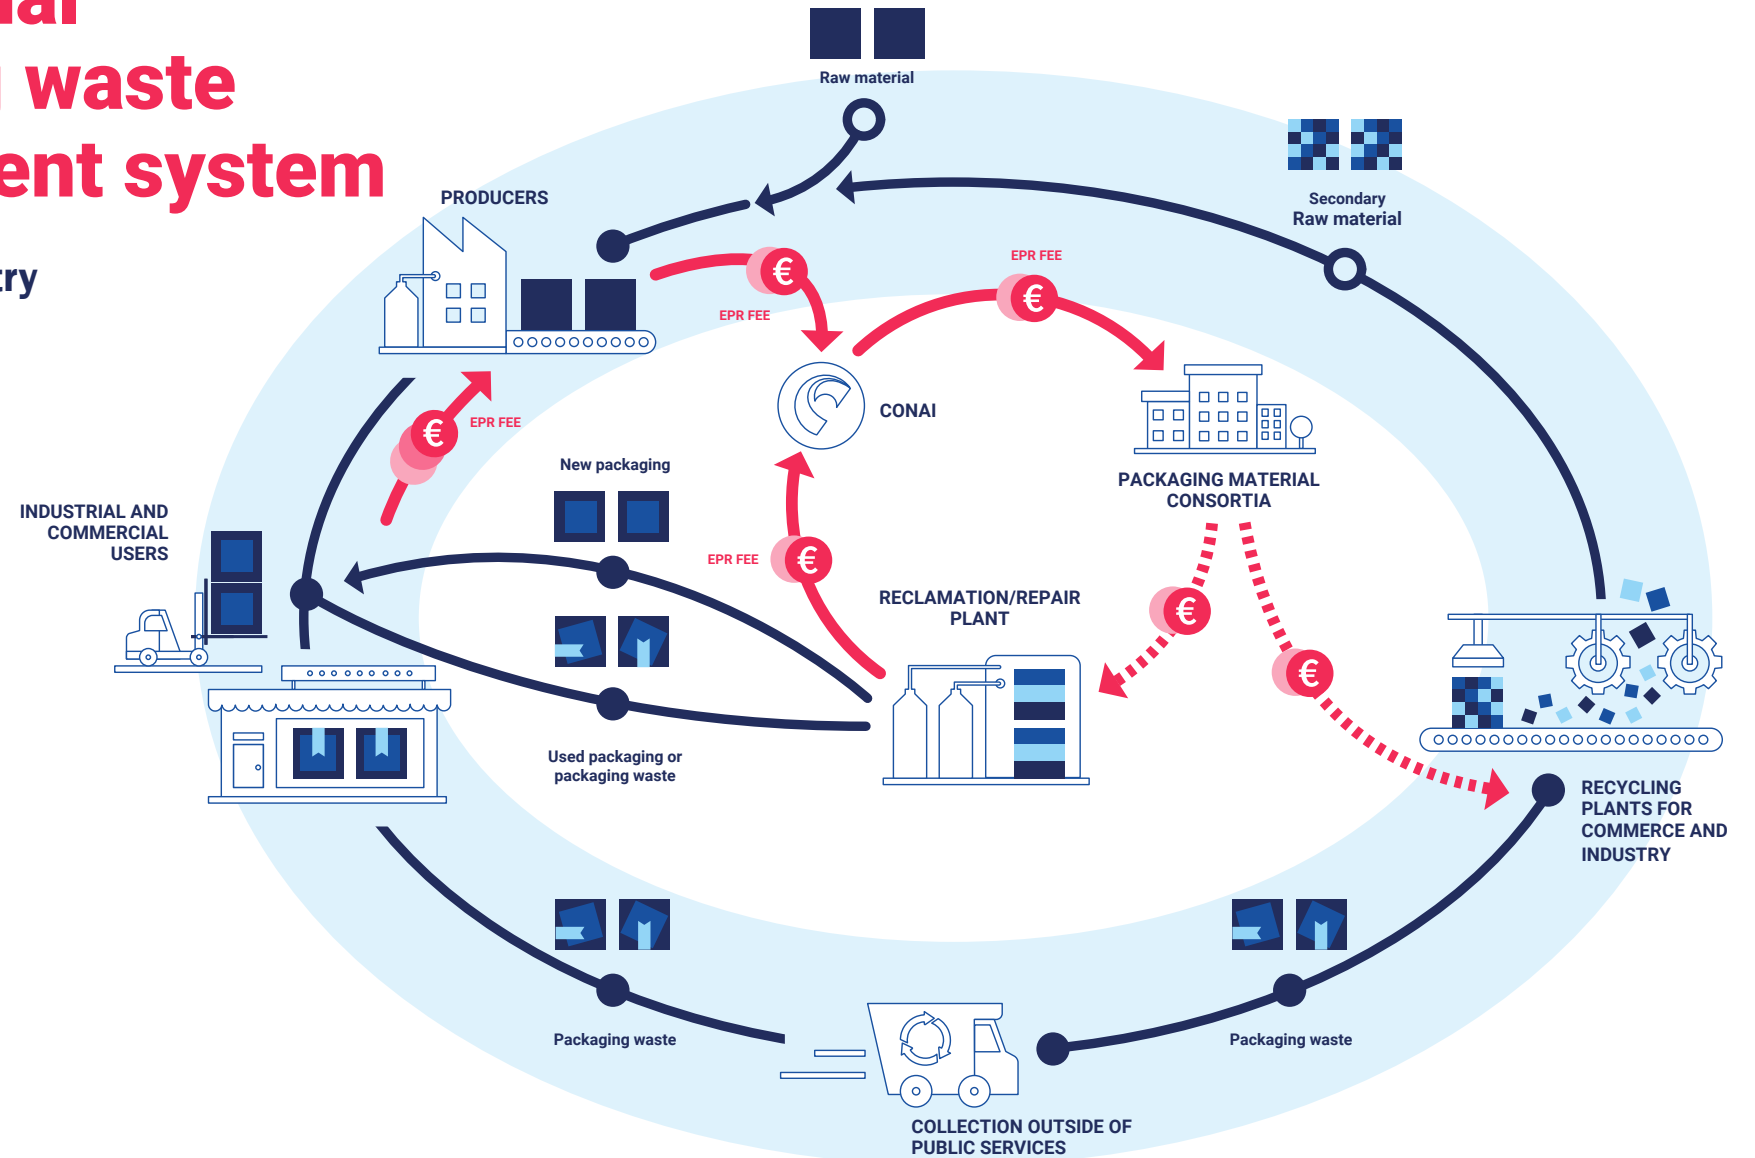 waste
ent system
Raw material
PRODUCERS
Secondary
Raw material
EPR FEE
EPR FEE
CONAI
EPR FEE
PACKAGING MATERIAL
CONSORTIA
New packaging
INDUSTRIAL AND
COMMERCIAL
USERS
EPR FEE
RECLAMATION/REPAIR
PLANT
Used packaging or
packaging waste
RECYCLING
PLANTS FOR
COMMERCE AND
INDUSTRY
Packaging waste
Packaging waste
COLLECTION OUTSIDE OF
PUBLIC SERVICES
€
€
€
€
€
€